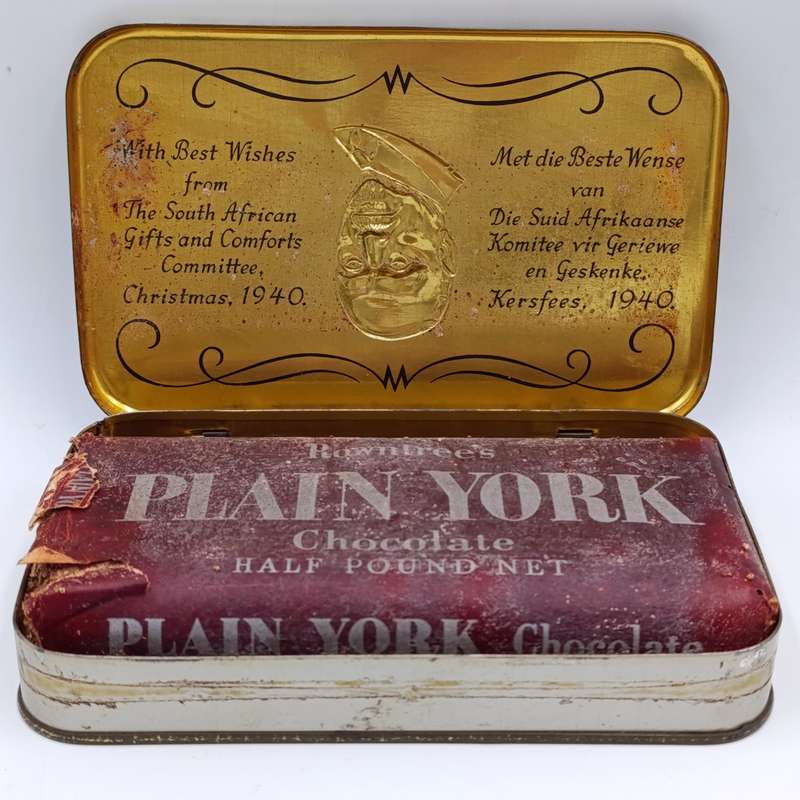 With Best Wishes
from
The South African
Gifts and Comforts
Committee,
Christmas, 1940.
Met die Beste Wense
van
Die Suid Afrikaanse
Komitee vir Geriewe
en Geskenke.
Kersfees, 1940.
Rowntree's
PLAIN YORK
Chocolate
HALF POUND NET
PLAIN YORK Chocolate